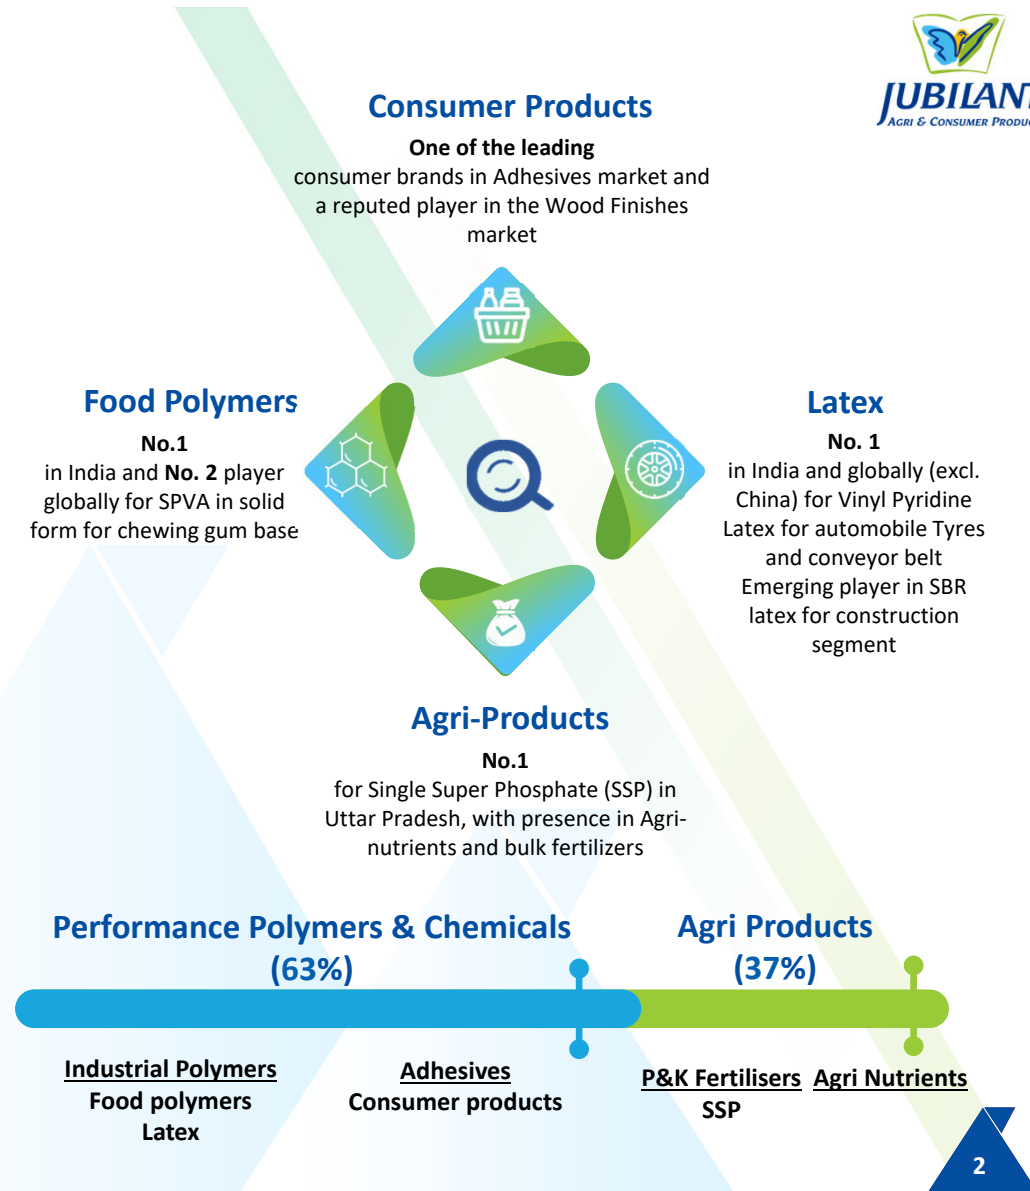 JUBILANT
AGRI & CONSUMER
Consumer Products
One of the leading
consumer brands in Adhesives market and
a reputed player in the Wood Finishes
market
Food Polymers
No.1
in India and No. 2 player
globally for SPVA in solid
form for chewing gum base
Latex
No. 1
in India and globally (excl.
China) for Vinyl Pyridine
Latex for automobile Tyres
and conveyor belt
Emerging player in SBR
latex for construction
segment
Agri-Products
No.1
for Single Super Phosphate (SSP) in
Uttar Pradesh, with presence in Agri-
nutrients and bulk fertilizers
Performance Polymers & Chemicals
(63%)
Agri Products
(37%)
Industrial Polymers
Food polymers
Latex
Adhesives
Consumer products
P&K Fertilisers Agri Nutrients
SSP
2